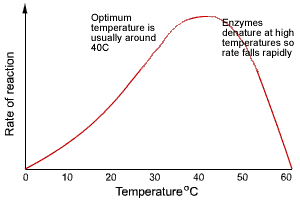 Optimum
temperature is
usually around
40C
Enzymes
denature at high
temperatures so
rate falls rapidly
Rate of reaction
0 10 20 30 40 50 60
Temperature°C